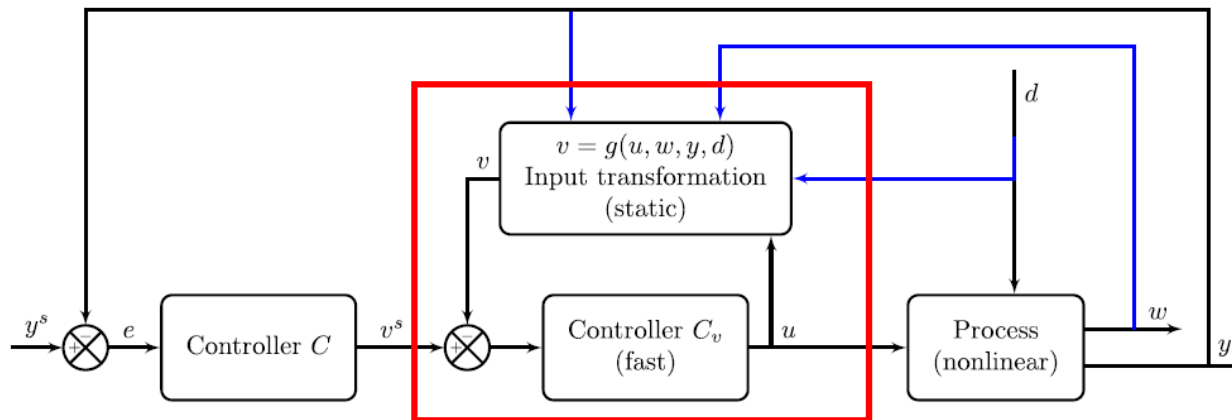 d
v = g(u, w, y, d)
Input transformation
(static)
v
y^s
+
−
e
Controller C
v^s
+
−
Controller C_v
(fast)
u
Process
(nonlinear)
w
y